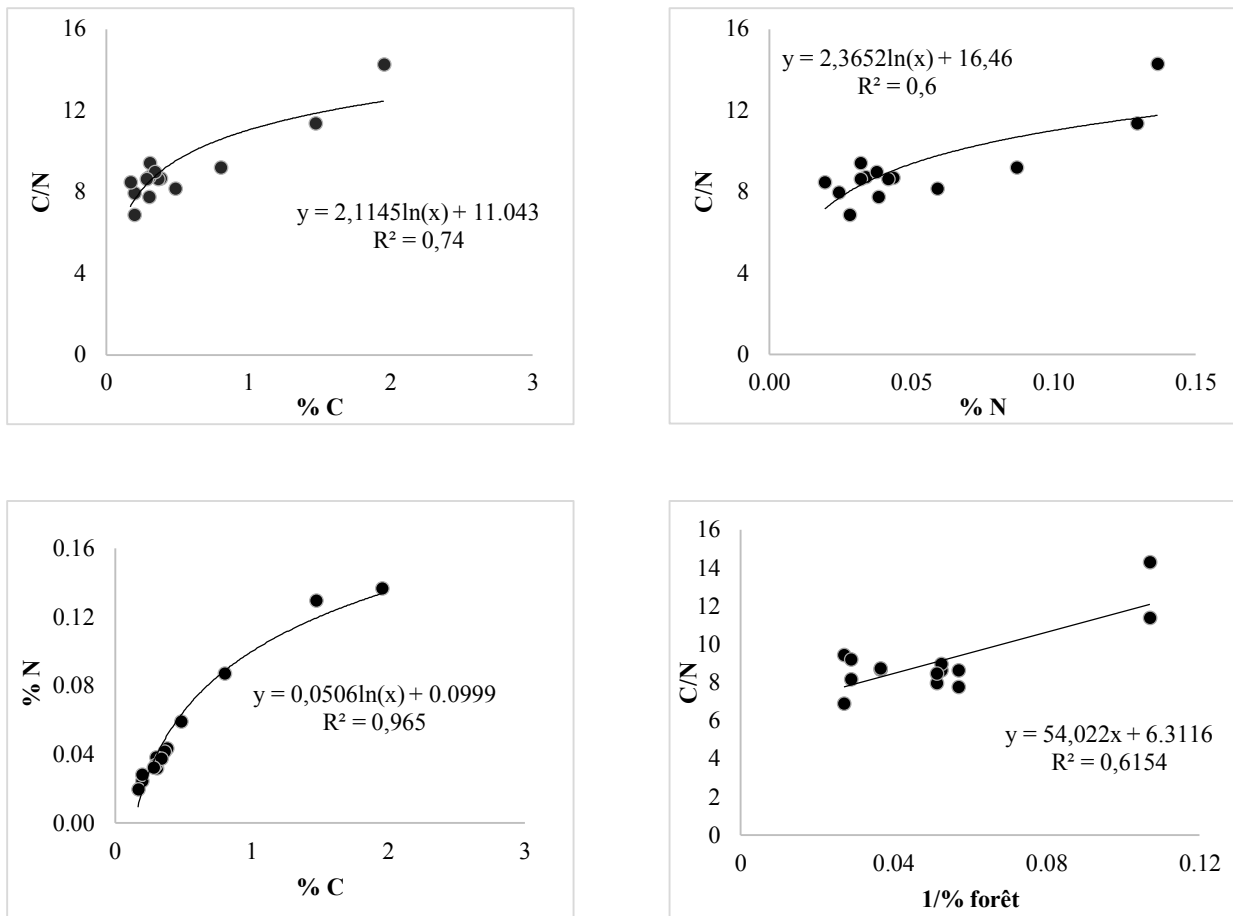 16
12
8
4
0
C/N
y = 2,1145ln(x) + 11.043
R² = 0,74
0 1 2 3
% C
16
12
8
4
0
C/N
y = 2,3652ln(x) + 16,46
R² = 0,6
0.00 0.05 0.10 0.15
% N
0.16
0.12
0.08
0.04
0.00
% N
y = 0,0506ln(x) + 0.0999
R² = 0,965
0 1 2 3
% C
16
14
12
10
8
6
4
2
0
C/N
y = 54,022x + 6.3116
R² = 0,6154
0 0.04 0.08 0.12
1/% forêt